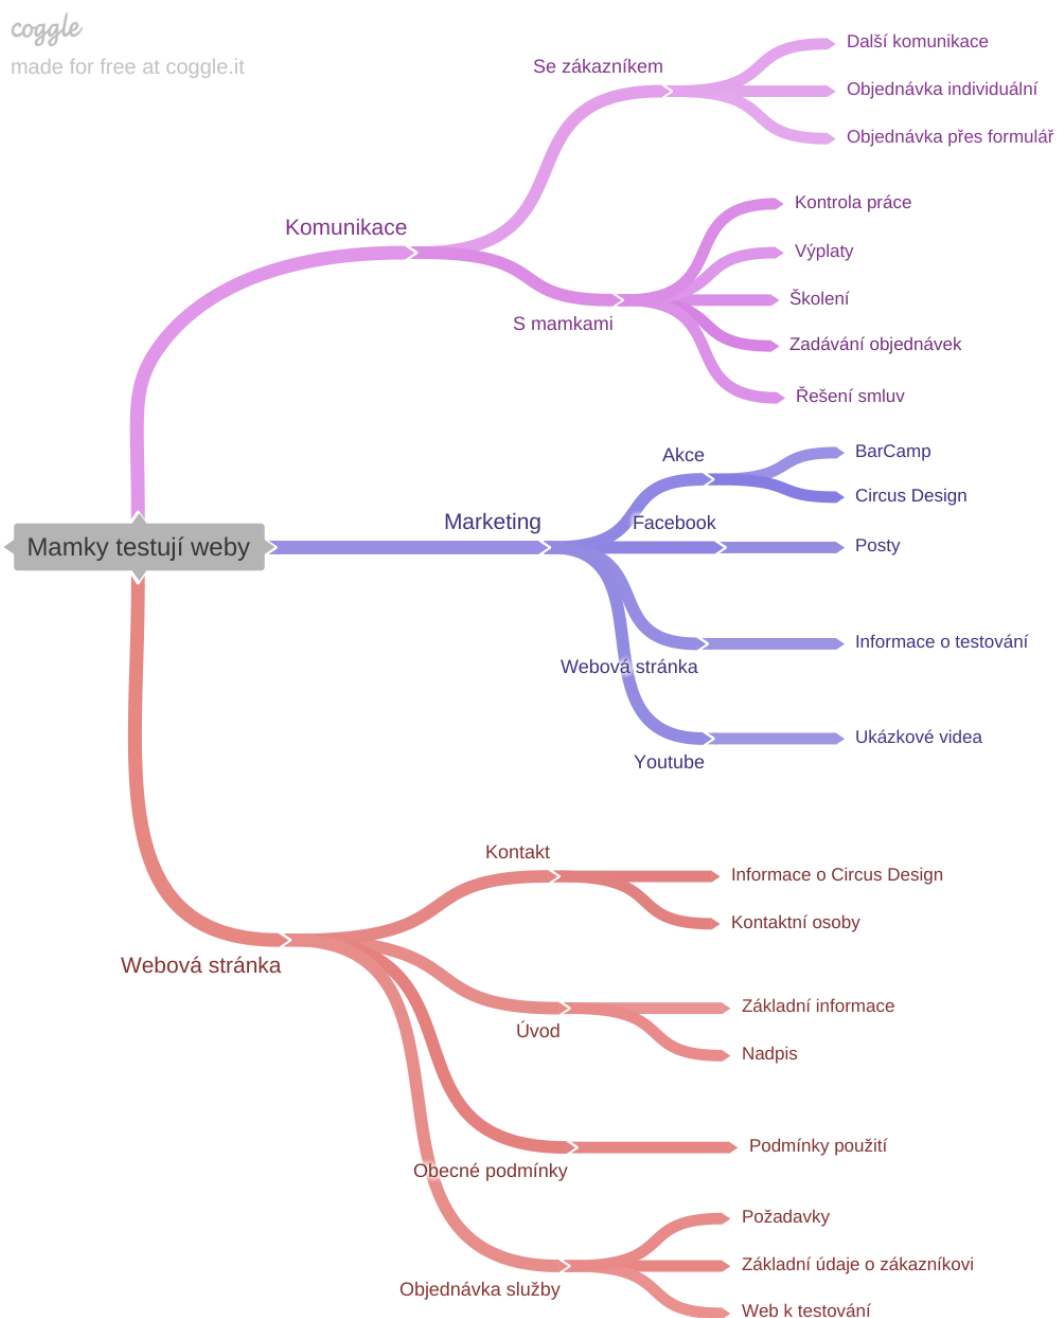 coggle
made for free at coggle.it
Mamky testují weby
Komunikace
Se zákazníkem
Další komunikace
Objednávka individuální
Objednávka přes formulář
S mamkami
Kontrola práce
Výplaty
Školení
Zadávání objednávek
Řešení smluv
Marketing
Akce
BarCamp
Circus Design
Facebook
Posty
Webová stránka
Informace o testování
Youtube
Ukázkové videa
Webová stránka
Kontakt
Informace o Circus Design
Kontaktní osoby
Úvod
Základní informace
Nadpis
Obecné podmínky
Podmínky použití
Objednávka služby
Požadavky
Základní údaje o zákazníkovi
Web k testování